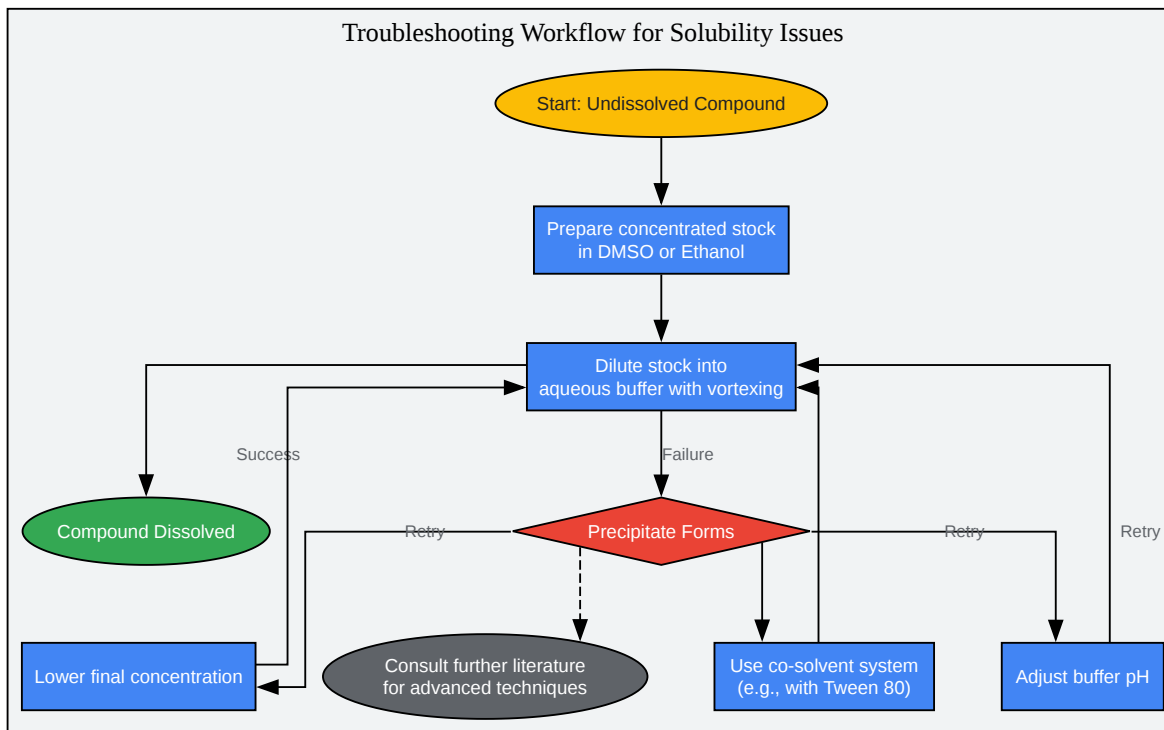 Troubleshooting Workflow for Solubility Issues
Start: Undissolved Compound
Prepare concentrated stock
in DMSO or Ethanol
Dilute stock into
aqueous buffer with vortexing
Success
Failure
Compound Dissolved
Retry
Precipitate Forms
Retry
Retry
Lower final concentration
Consult further literature
for advanced techniques
Use co-solvent system
(e.g., with Tween 80)
Adjust buffer pH